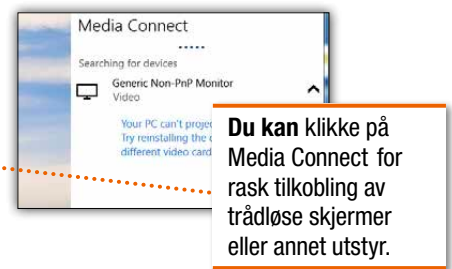 Media Connect
Searching for devices
Generic Non-PnP Monitor
Video
Your PC can't
Try reinstalling the
different video card
Du kan klikke på
Media Connect for
rask tilkobling av
trådløse skjermer
eller annet utstyr.